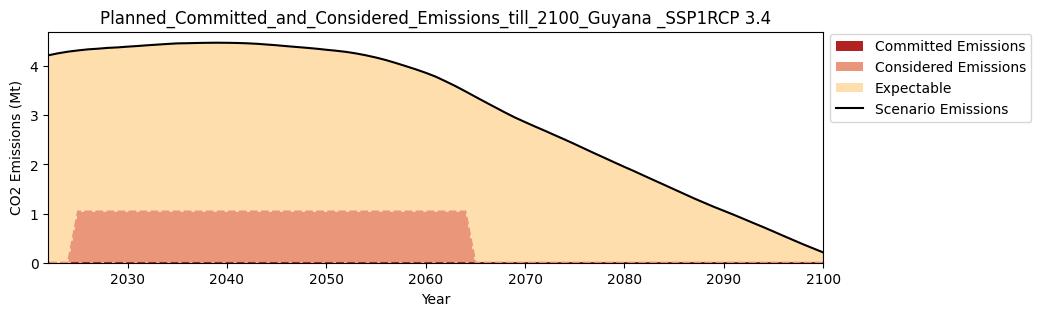 Planned_Committed_and_Considered_Emissions_till_2100_Guyana _SSP1RCP 3.4
Committed Emissions
Considered Emissions
Expectable
Scenario Emissions
CO2 Emissions (Mt)
4
3
2
1
0
2030 2040 2050 2060 2070 2080 2090 2100
Year